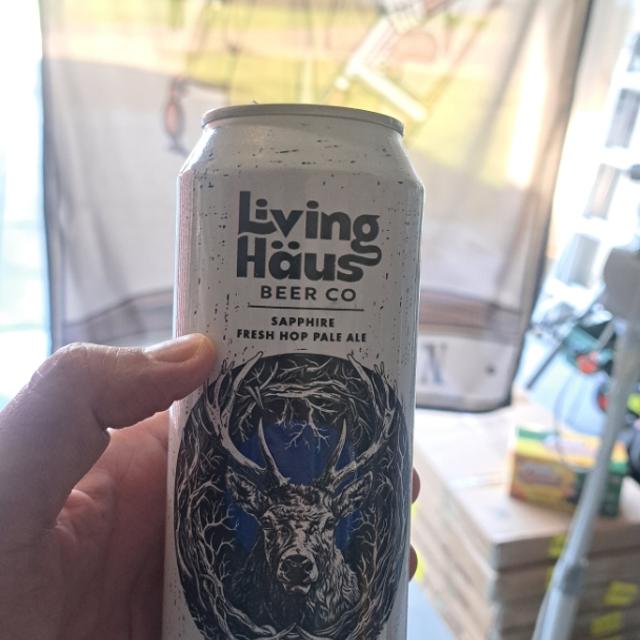 Living
Häus
BEER CO
SAPPHIRE
FRESH HOP PALE ALE
N